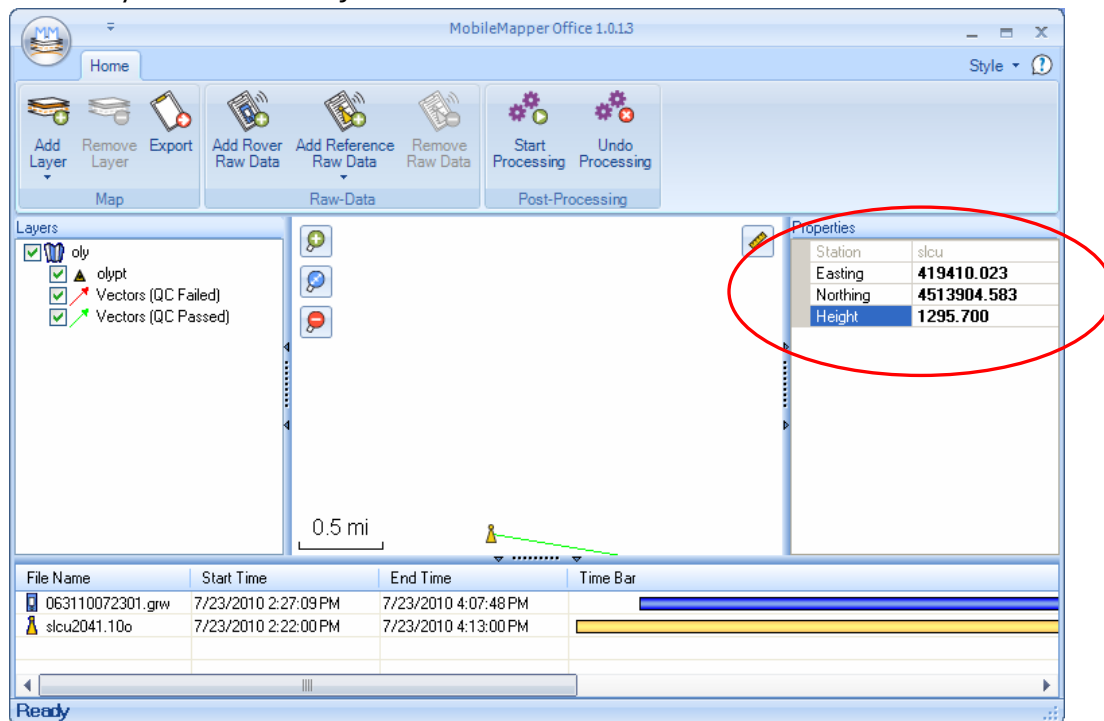 MobileMapper Office 1.0.1.3
MM
Home
Style
Add Layer
Remove Layer
Export
Add Rover Raw Data
Add Reference Raw Data
Remove Raw Data
Start Processing
Undo Processing
Map
Raw-Data
Post-Processing
Layers
oly
olypt
Vectors (QC Failed)
Vectors (QC Passed)
0.5 mi
Properties
Station slcu
Easting 419410.023
Northing 4513904.583
Height 1295.700
File Name Start Time End Time Time Bar
063110072301.grw 7/23/2010 2:27:09 PM 7/23/2010 4:07:48 PM
slcu2041.10o 7/23/2010 2:22:00 PM 7/23/2010 4:13:00 PM
Ready